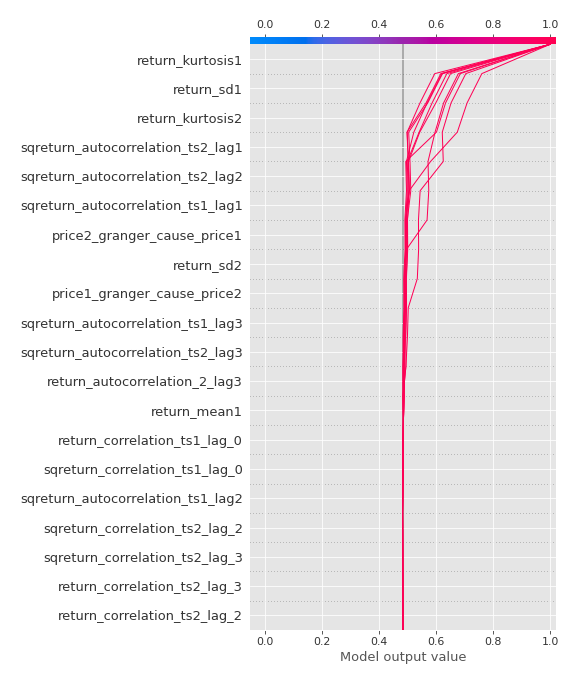 0.0 0.2 0.4 0.6 0.8 1.0
return_kurtosis1
return_sd1
return_kurtosis2
sqreturn_autocorrelation_ts2_lag1
sqreturn_autocorrelation_ts2_lag2
sqreturn_autocorrelation_ts1_lag1
price2_granger_cause_price1
return_sd2
price1_granger_cause_price2
sqreturn_autocorrelation_ts1_lag3
sqreturn_autocorrelation_ts2_lag3
return_autocorrelation_2_lag3
return_mean1
return_correlation_ts1_lag_0
sqreturn_correlation_ts1_lag_0
sqreturn_autocorrelation_ts1_lag2
sqreturn_correlation_ts2_lag_2
sqreturn_correlation_ts2_lag_3
return_correlation_ts2_lag_3
return_correlation_ts2_lag_2
0.0 0.2 0.4 0.6 0.8 1.0
Model output value